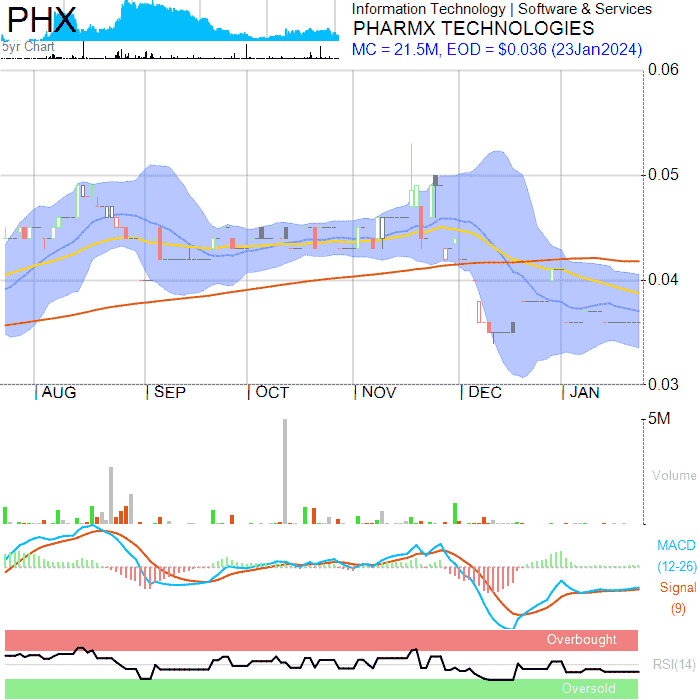 PHX
5yr Chart
Information Technology | Software & Services
PHARMX TECHNOLOGIES
MC = 21.5M, EOD = $0.036 (23Jan2024)
0.06
0.05
0.04
0.03
AUG SEP OCT NOV DEC JAN
5M
Volume
MACD
(12-26)
Signal
(9)
Overbought
RSI(14)
Oversold